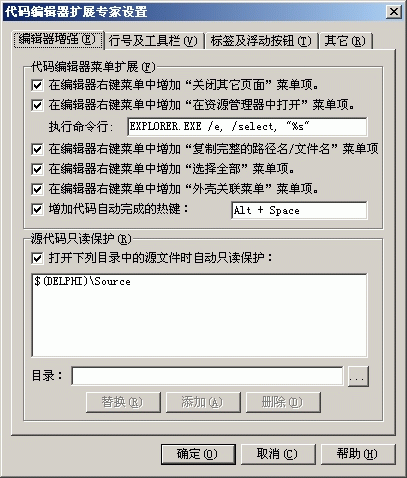 代码编辑器扩展专家设置
编辑器增强(E) 行号及工具栏(V) 标签及浮动按钮(T) 其它(R)
代码编辑器菜单扩展(F)
在编辑器右键菜单中增加“关闭其它页面”菜单项。
在编辑器右键菜单中增加“在资源管理器中打开”菜单项。
执行命令行: EXPLORER.EXE /e, /select, "%s"
在编辑器右键菜单中增加“复制完整的路径名/文件名”菜单项
在编辑器右键菜单中增加“选择全部”菜单项。
在编辑器右键菜单中增加“外壳关联菜单”菜单项。
增加代码自动完成的热键: Alt + Space
源代码只读保护(R)
打开下列目录中的源文件时自动只读保护:
$(DELPHI)\Source
目录: ...
替换(R) 添加(A) 删除(D)
确定(O) 取消(C) 帮助(H)